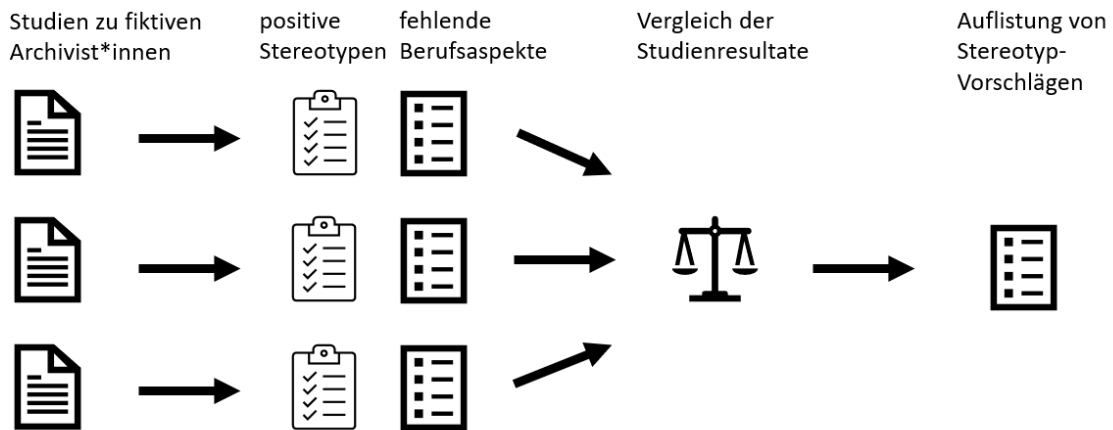 Studien zu fiktiven
Archivist*innen
positive
Stereotypen
fehlende
Berufsaspekte
Vergleich der
Studienresultate
Auflistung von
Stereotyp-
Vorschlägen